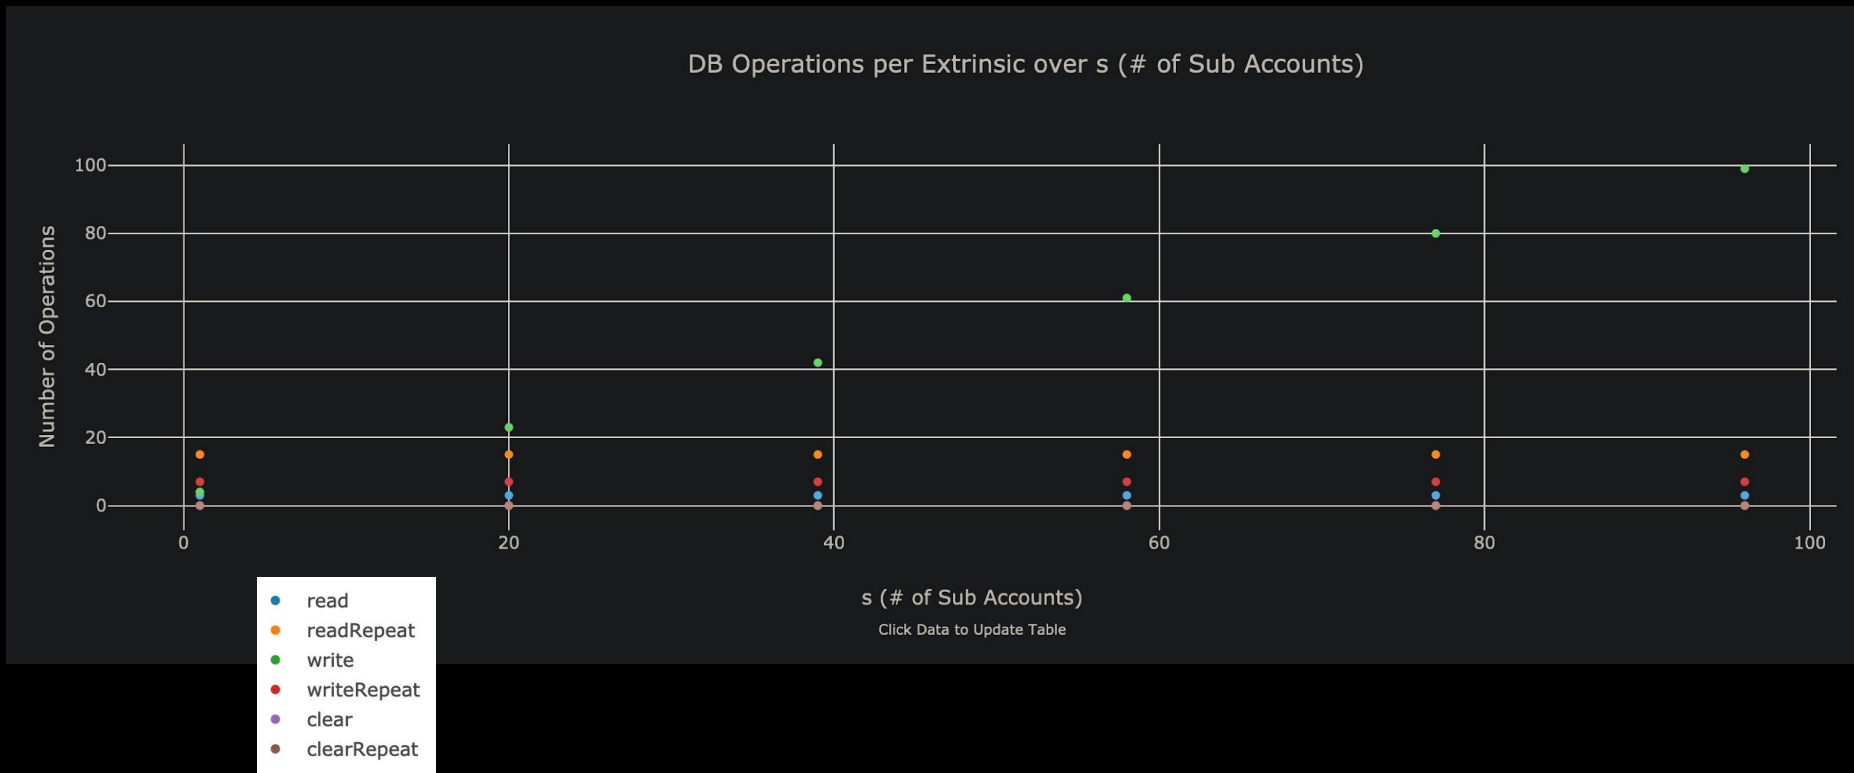 DB Operations per Extrinsic over s (# of Sub Accounts)
Number of Operations
100
80
60
40
20
0
0 20 40 60 80 100
s (# of Sub Accounts)
Click Data to Update Table
read
readRepeat
write
writeRepeat
clear
clearRepeat